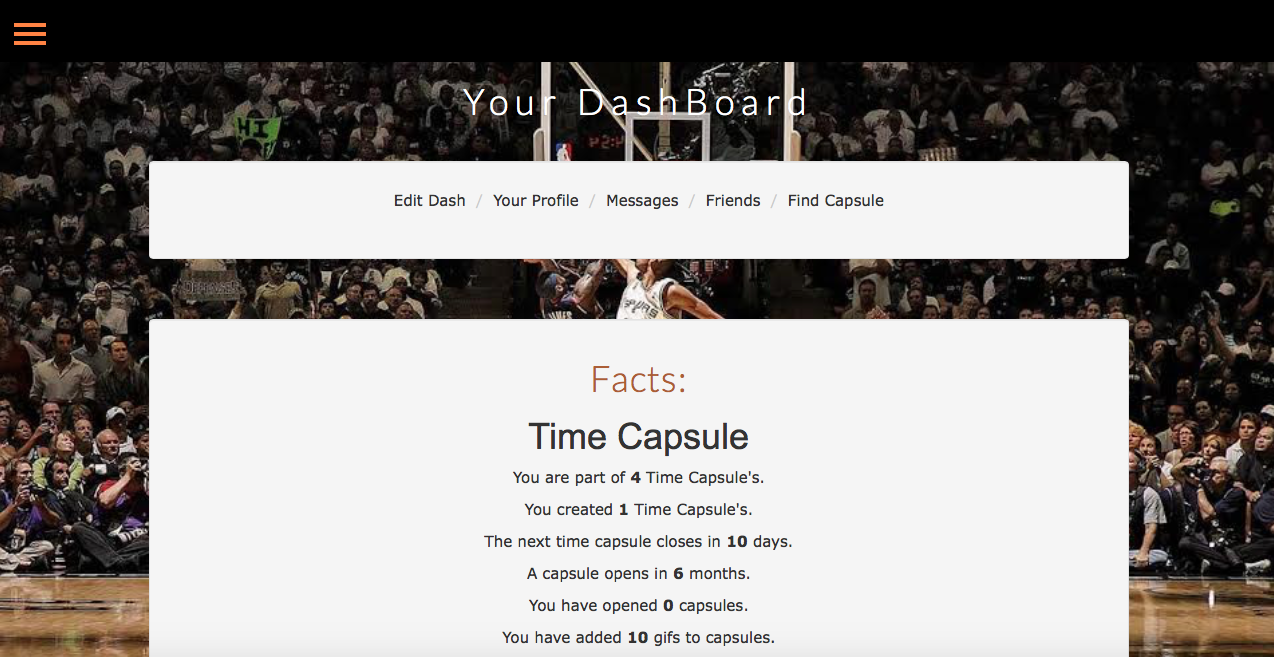 Your DashBoard
HI
Edit Dash / Your Profile / Messages / Friends / Find Capsule
SPURS
Facts:
Time Capsule
You are part of 4 Time Capsule's.
You created 1 Time Capsule's.
The next time capsule closes in 10 days.
A capsule opens in 6 months.
You have opened 0 capsules.
You have added 10 gifs to capsules.